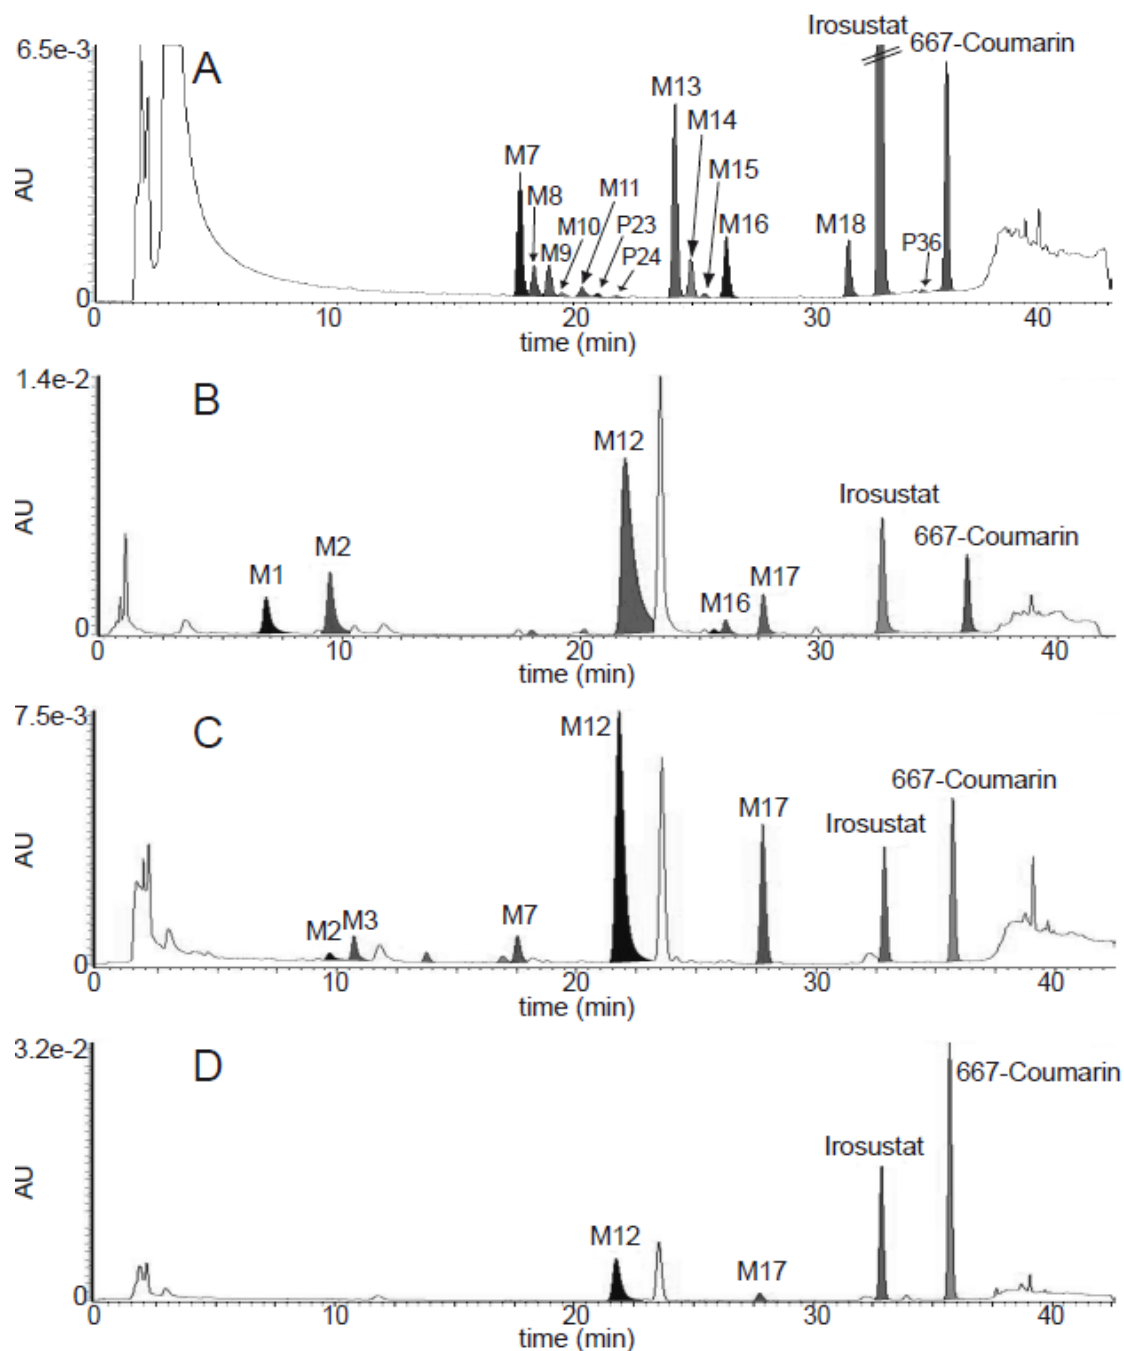 Irosustat
6.5e-3
A
667-Coumarin
M13
M14
M7
M15
M8
M11
M10
P23
M16
M18
M9
P24
P36
AU
0
0 10 20 30 40
time (min)
1.4e-2
B
M12
Irosustat
667-Coumarin
M2
M1
M16
M17
AU
0
0 10 20 30 40
time (min)
7.5e-3
C
M12
667-Coumarin
M17
Irosustat
M2
M3
M7
AU
0
0 10 20 30 40
time (min)
3.2e-2
D
667-Coumarin
Irosustat
M12
M17
AU
0
0 10 20 30 40
time (min)